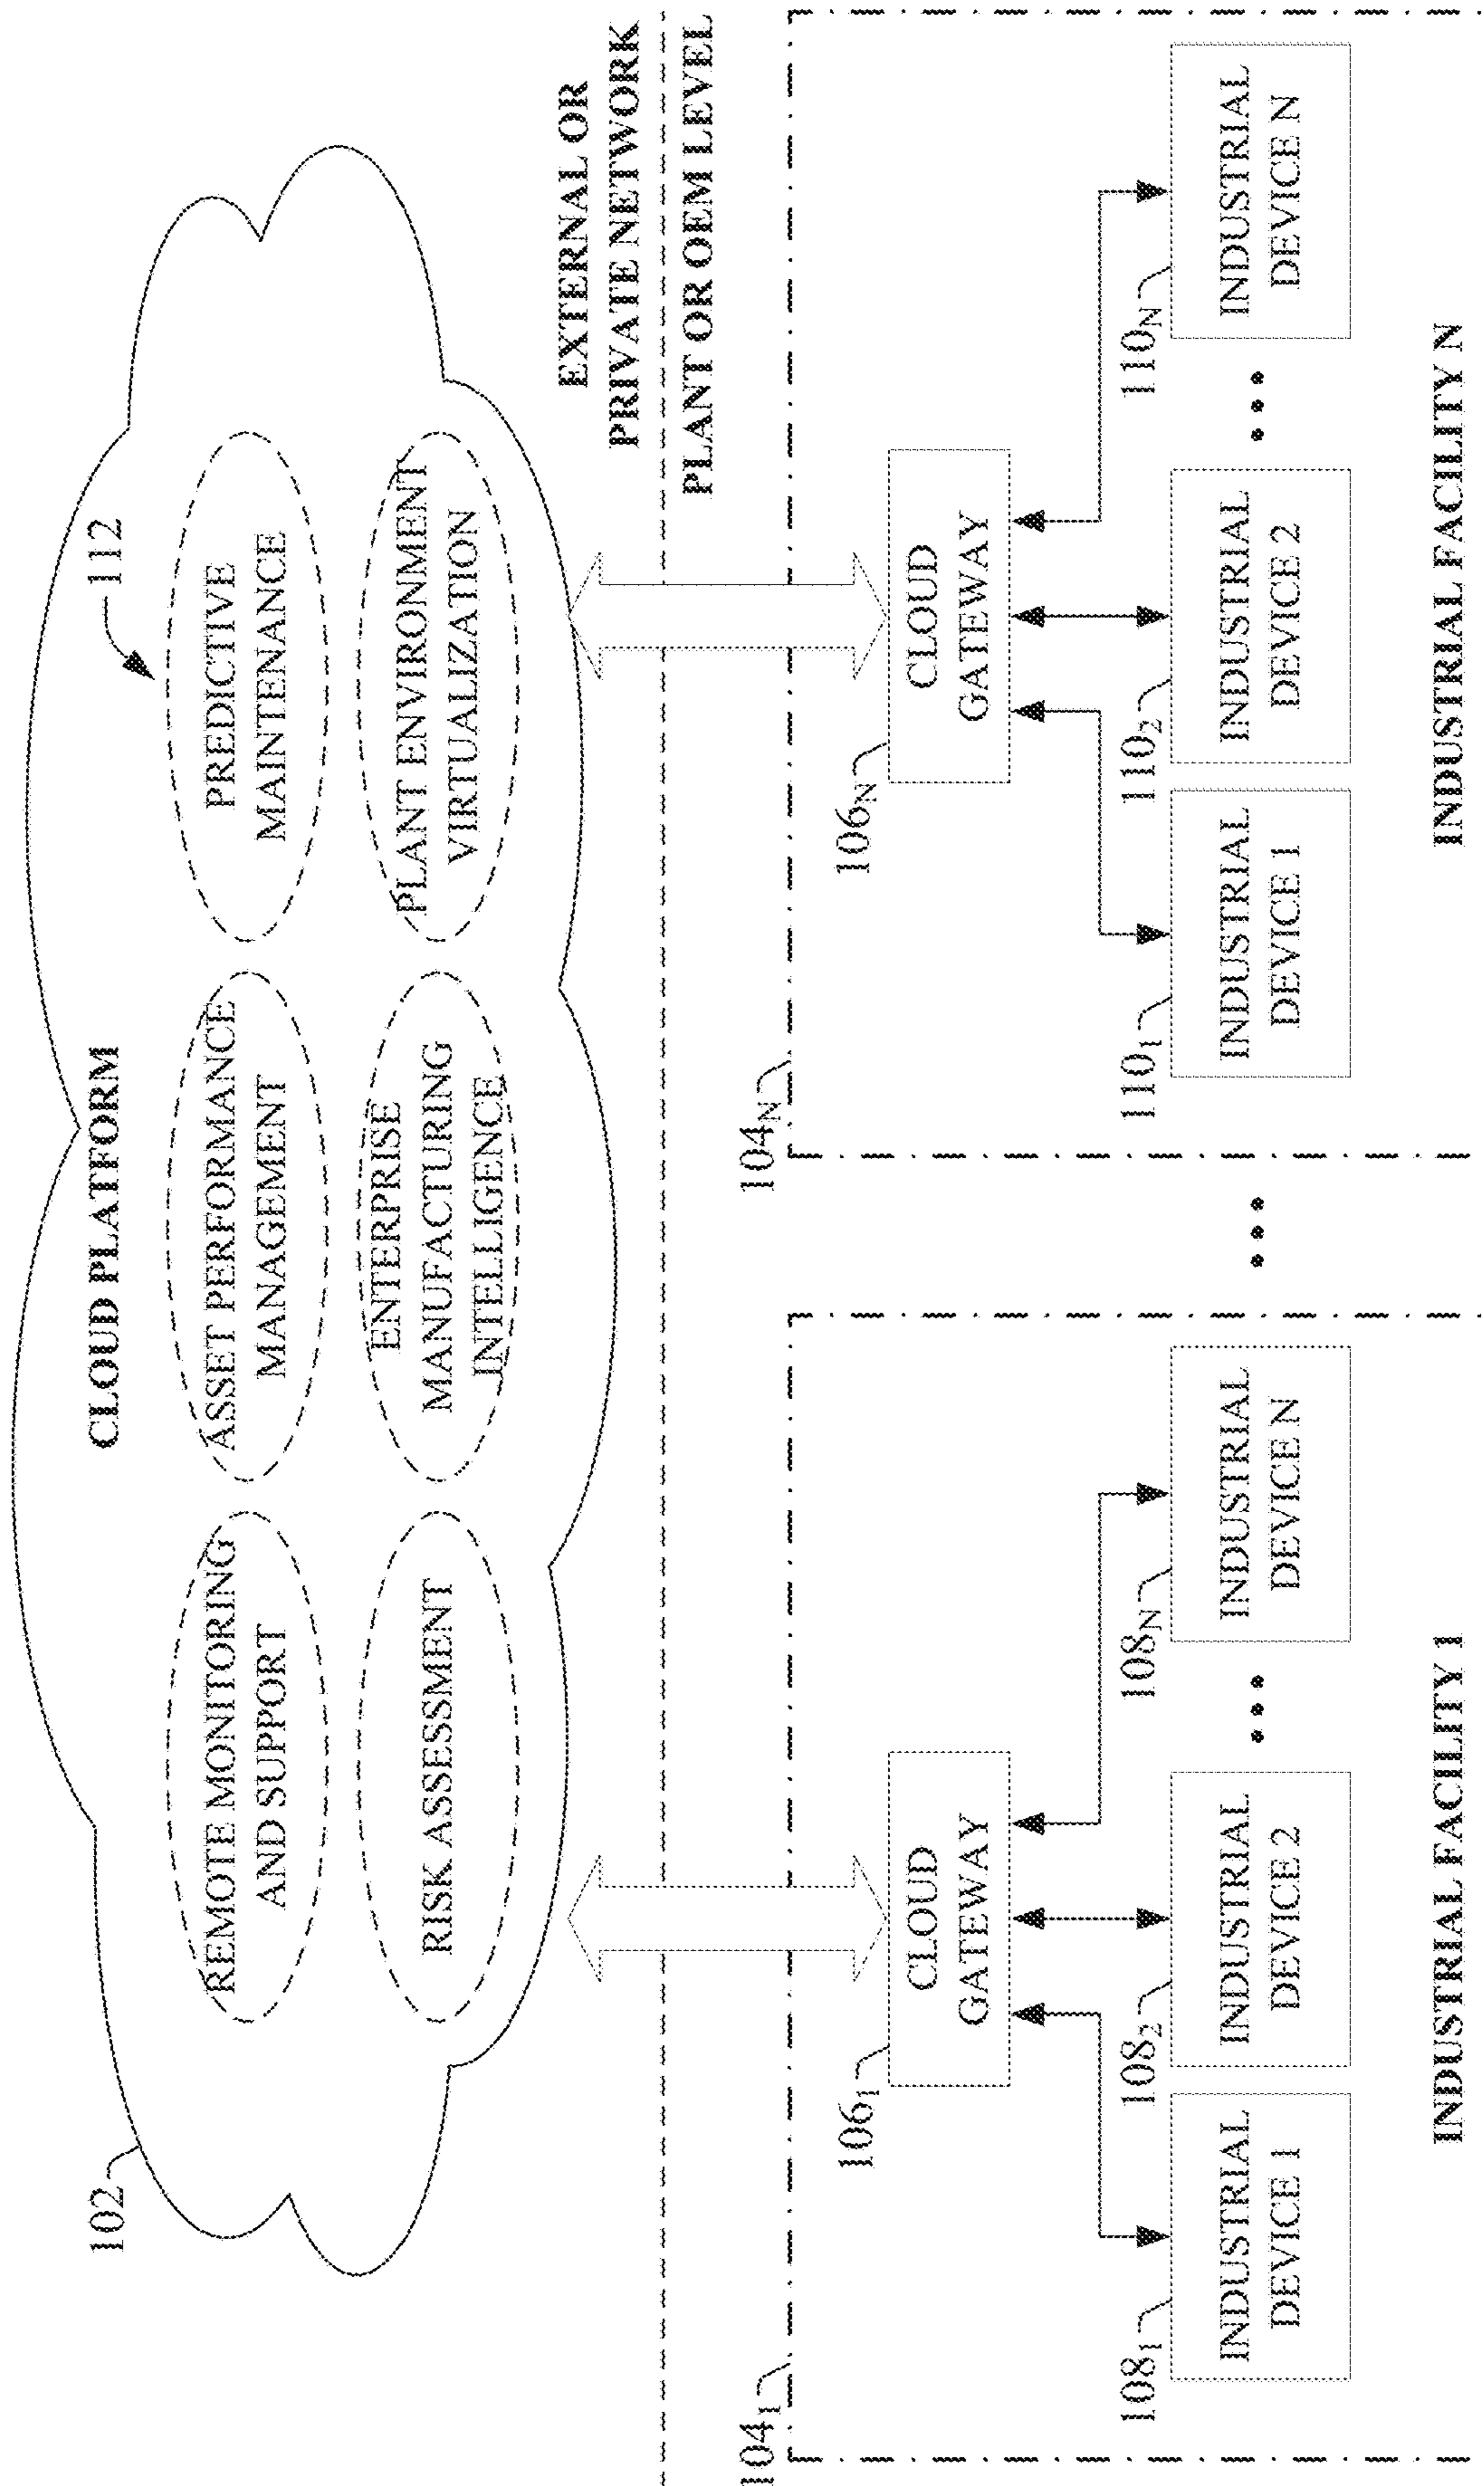 102
CLOUD PLATFORM
112
REMOTE MONITORING
AND SUPPORT
ASSET PERFORMANCE
MANAGEMENT
PREDICTIVE
MAINTENANCE
RISK ASSESSMENT
ENTERPRISE
MANUFACTURING
INTELLIGENCE
PLANT ENVIRONMENT
VIRTUALIZATION
EXTERNAL OR
PRIVATE NETWORK
PLANT OR OEM LEVEL
104₁
106₁
CLOUD
GATEWAY
108₁
INDUSTRIAL
DEVICE 1
108₂
INDUSTRIAL
DEVICE 2
•••
108N
INDUSTRIAL
DEVICE N
INDUSTRIAL FACILITY 1
•••
104N
106N
CLOUD
GATEWAY
110₁
INDUSTRIAL
DEVICE 1
110₂
INDUSTRIAL
DEVICE 2
•••
110N
INDUSTRIAL
DEVICE N
INDUSTRIAL FACILITY N